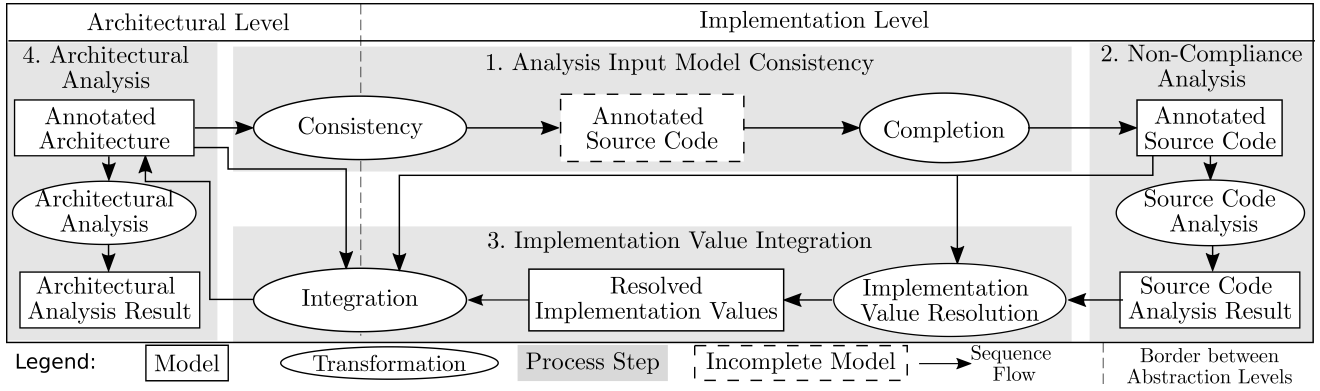 Architectural Level
Implementation Level
4. Architectural
Analysis
1. Analysis Input Model Consistency
2. Non-Compliance
Analysis
Annotated
Architecture
Consistency
Annotated
Source Code
Completion
Annotated
Source Code
Architectural
Analysis
Source Code
Analysis
3. Implementation Value Integration
Architectural
Analysis Result
Integration
Resolved
Implementation Values
Implementation
Value Resolution
Source Code
Analysis Result
Legend:
Model
Transformation
Process Step
Incomplete Model
Sequence
Flow
Border between
Abstraction Levels